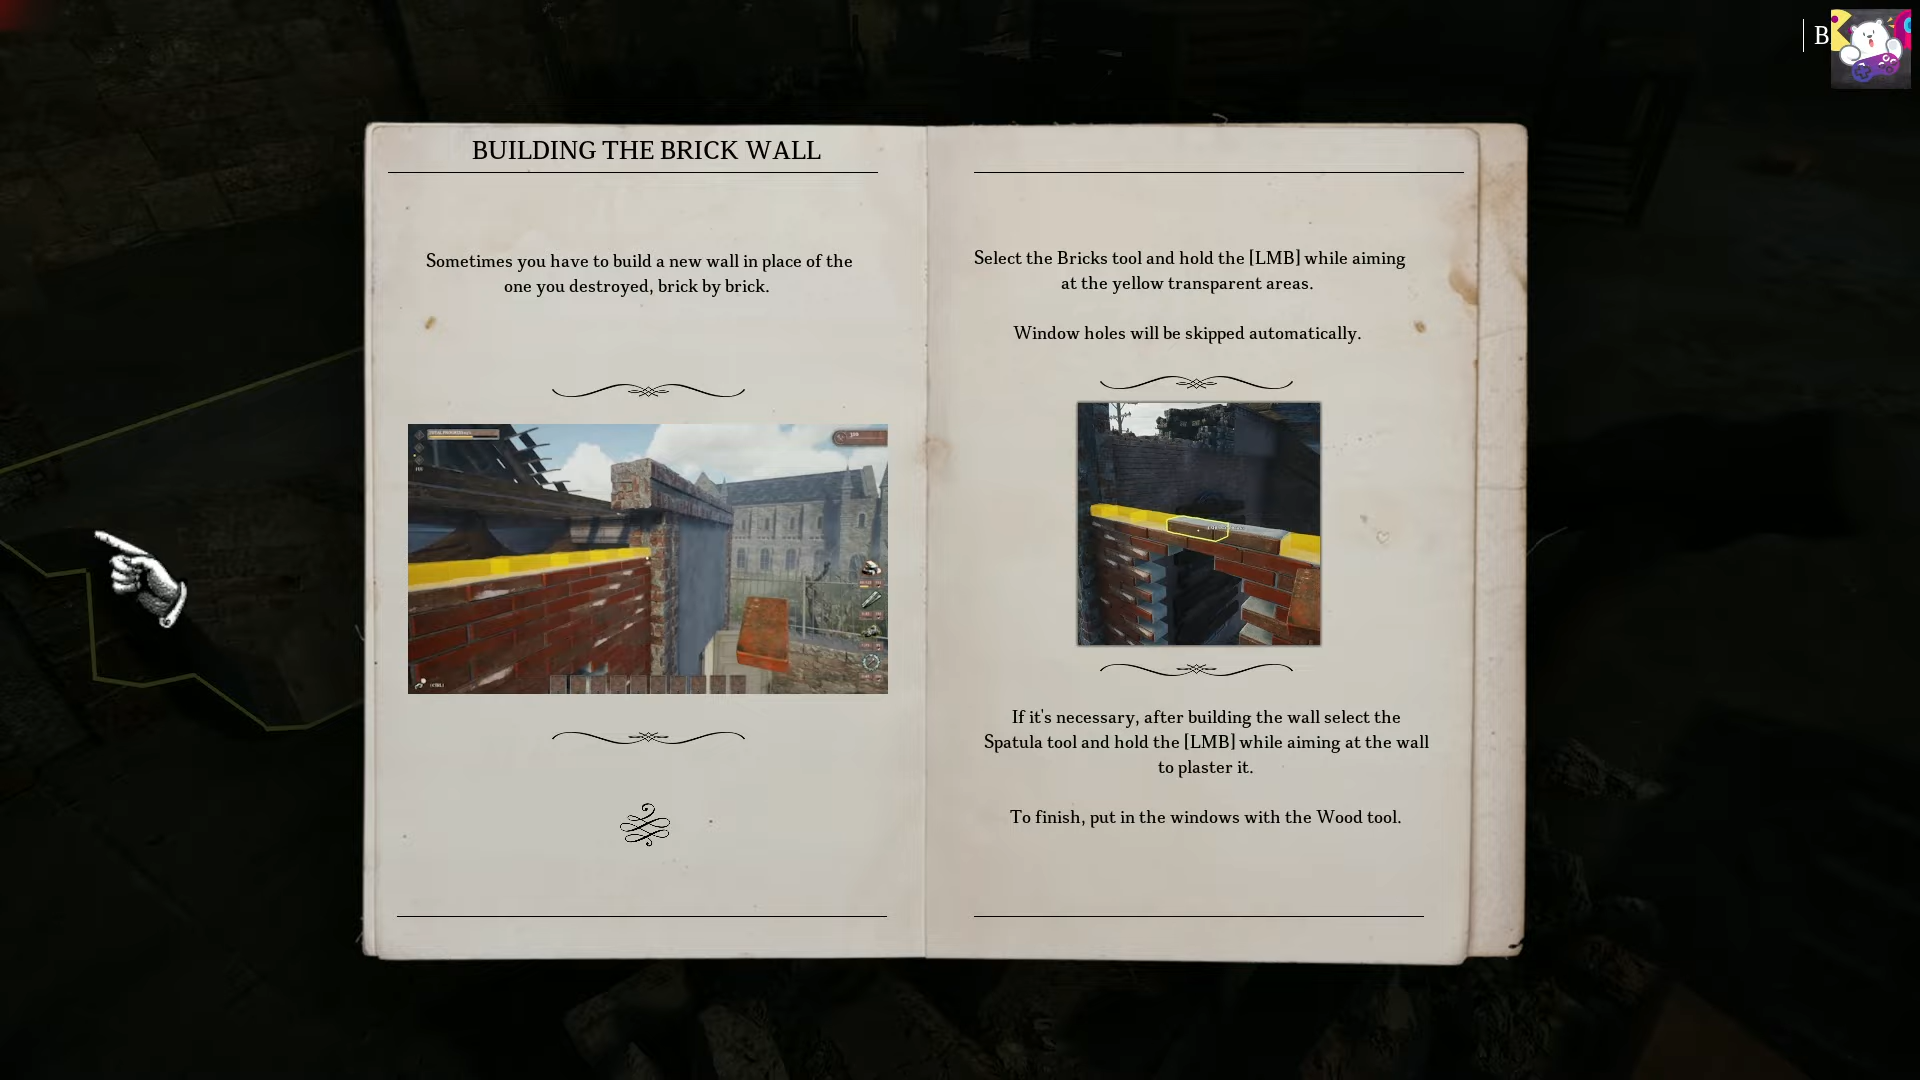 B
BUILDING THE BRICK WALL
Sometimes you have to build a new wall in place of the
one you destroyed, brick by brick.
Select the Bricks tool and hold the [LMB] while aiming
at the yellow transparent areas.
Window holes will be skipped automatically.
If it's necessary, after building the wall select the
Spatula tool and hold the [LMB] while aiming at the wall
to plaster it.
To finish, put in the windows with the Wood tool.